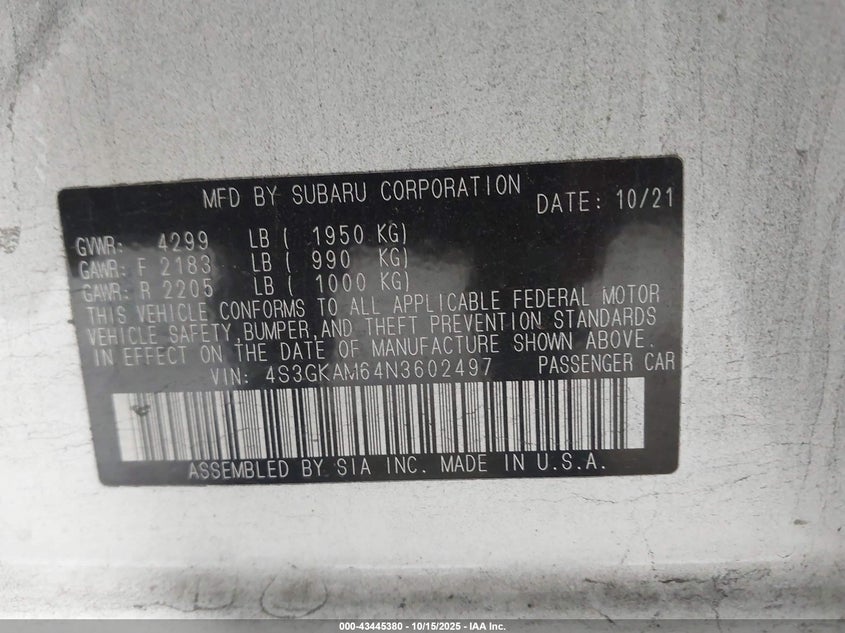 MFD BY SUBARU CORPORATION DATE: 10/21
GVWR: 4299 LB ( 1950 KG)
GAWR: F 2183 LB ( 990 KG)
GAWR: R 2205 LB ( 1000 KG)
THIS VEHICLE CONFORMS TO ALL APPLICABLE FEDERAL MOTOR
VEHICLE SAFETY,BUMPER,AND THEFT PREVENTION STANDARDS
IN EFFECT ON THE DATE OF MANUFACTURE SHOWN ABOVE.
VIN: 4S3GKAM64N3602497 PASSENGER CAR
ASSEMBLED BY SIA INC. MADE IN U.S.A.
000-43445380 - 10/15/2025 - IAA Inc.